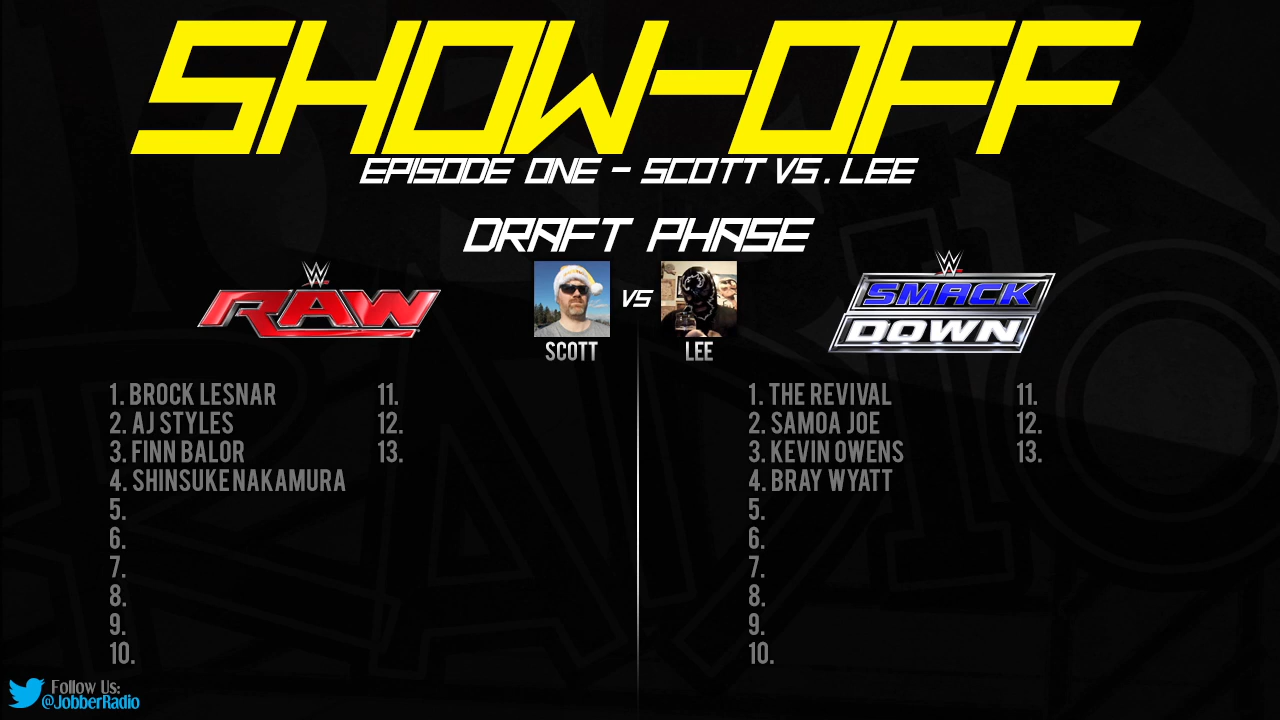 SHOW-OFF
EPISODE ONE - SCOTT VS. LEE
DRAFT PHASE
W
RAW
VS
W
SMACK
DOWN
SCOTT
LEE
1. BROCK LESNAR
2. AJ STYLES
3. FINN BALOR
4. SHINSUKE NAKAMURA
5.
6.
7.
8.
9.
10.
11.
12.
13.
1. THE REVIVAL
2. SAMOA JOE
3. KEVIN OWENS
4. BRAY WYATT
5.
6.
7.
8.
9.
10.
11.
12.
13.
Follow Us:
@JobberRadio